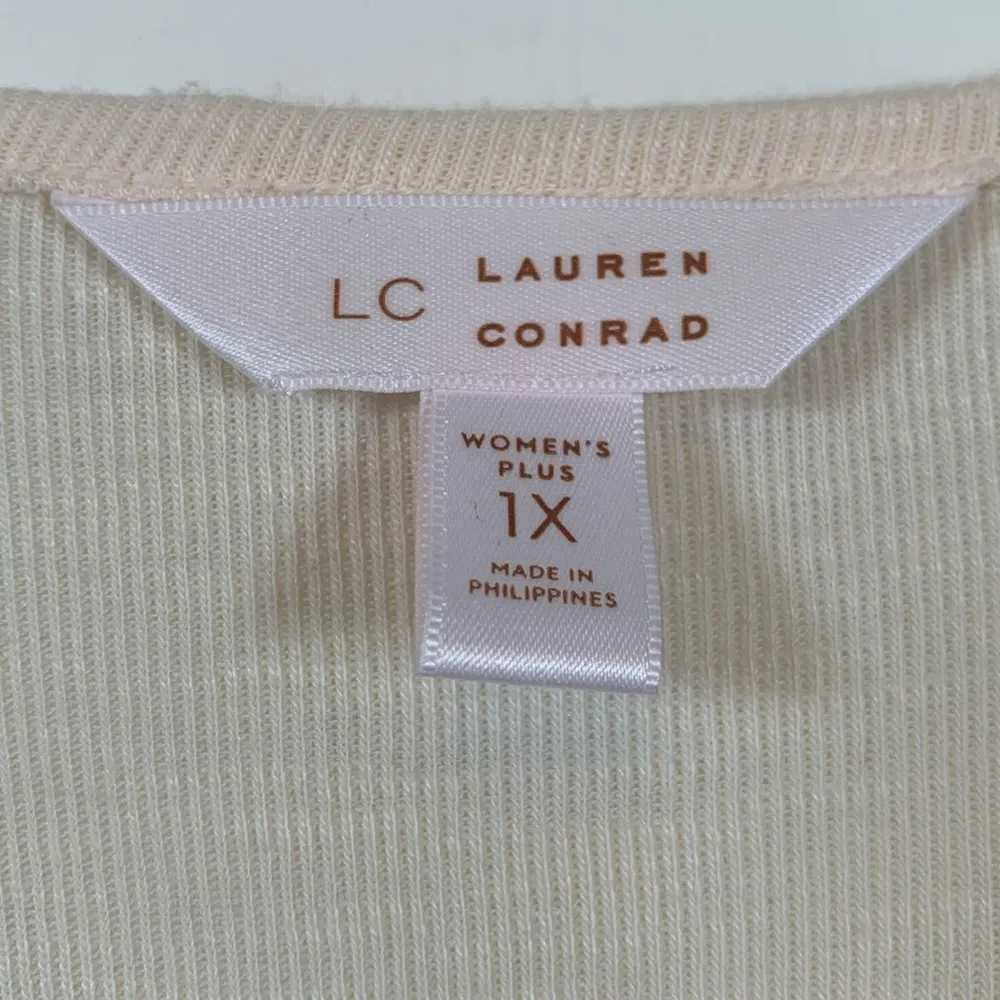 LC LAUREN
CONRAD
WOMEN'S
PLUS
1X
MADE IN
PHILIPPINES